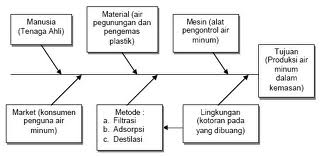 Manusia
(Tenaga Ahli)
Material (air
pegunungan dan
pengemas
plastik)
Mesin (alat
pengontrol air
minum)
Tujuan
(Produksi air
minum
dalam
kemasan)
Market (konsumen
penguna air
minum)
Metode :
a. Filtrasi
b. Adsorpsi
c. Destilasi
Lingkungan
(kotoran pada
yang dibuang)